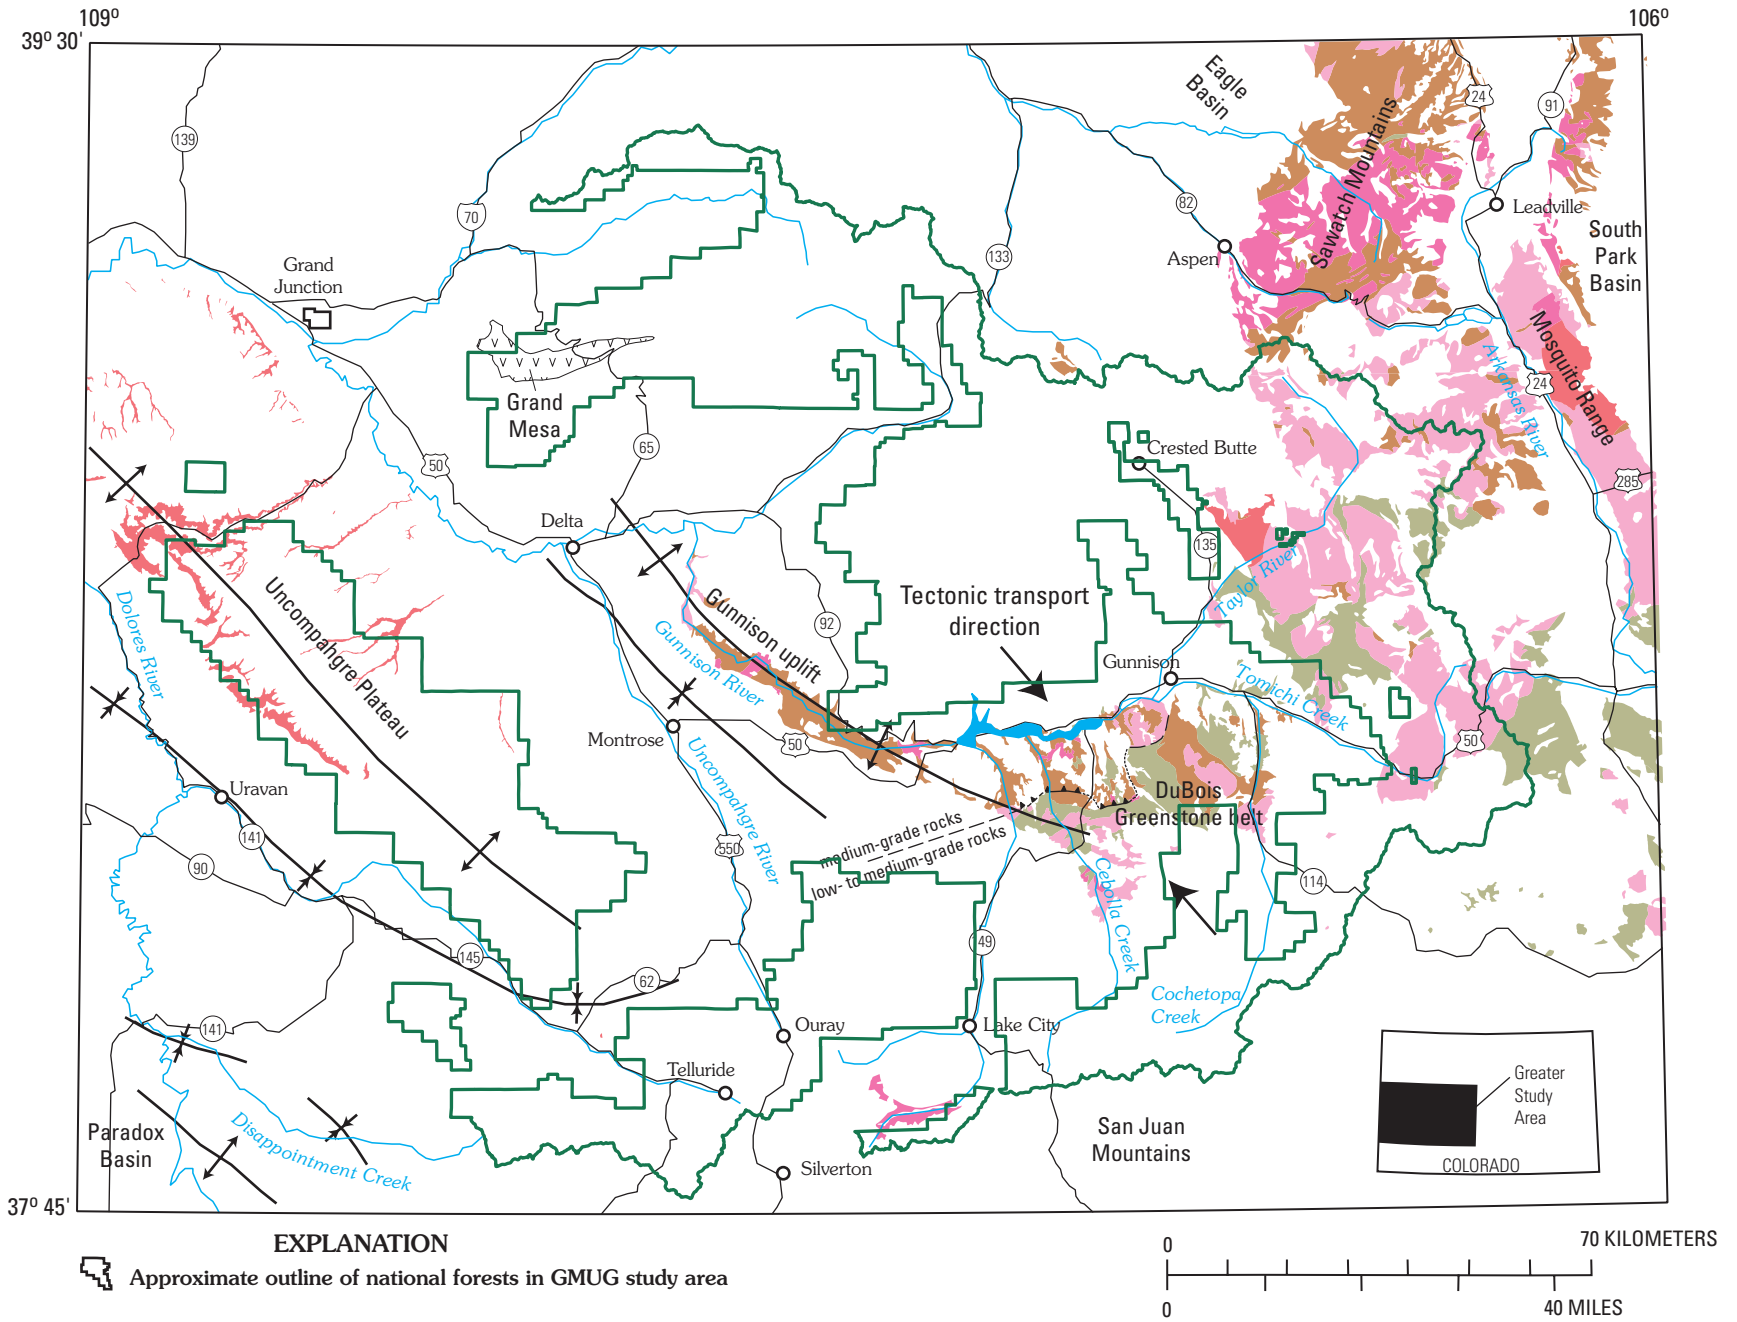 109º
106º
39º 30'
37º 45'
Eagle
Basin
Sawatch Mountains
24
91
139
70
82
133
Leadville
Aspen
South
Park
Basin
Grand
Junction
Mosquito Range
Arkansas River
24
285
Grand
Mesa
65
50
Crested Butte
135
Delta
Taylor River
Uncompahgre Plateau
Dolores River
Gunnison uplift
Gunnison River
92
Tectonic transport
direction
Gunnison
Tomichi Creek
50
Montrose
50
Uncompahgre River
Uravan
141
90
550
DuBois
Greenstone belt
medium-grade rocks
low- to medium-grade rocks
Cebolla Creek
114
145
62
149
Cochetopa
Creek
141
Ouray
Lake City
Telluride
Silverton
Paradox
Basin
Disappointment Creek
San Juan
Mountains
Greater
Study
Area
COLORADO
EXPLANATION
Approximate outline of national forests in GMUG study area
0
70 KILOMETERS
0
40 MILES